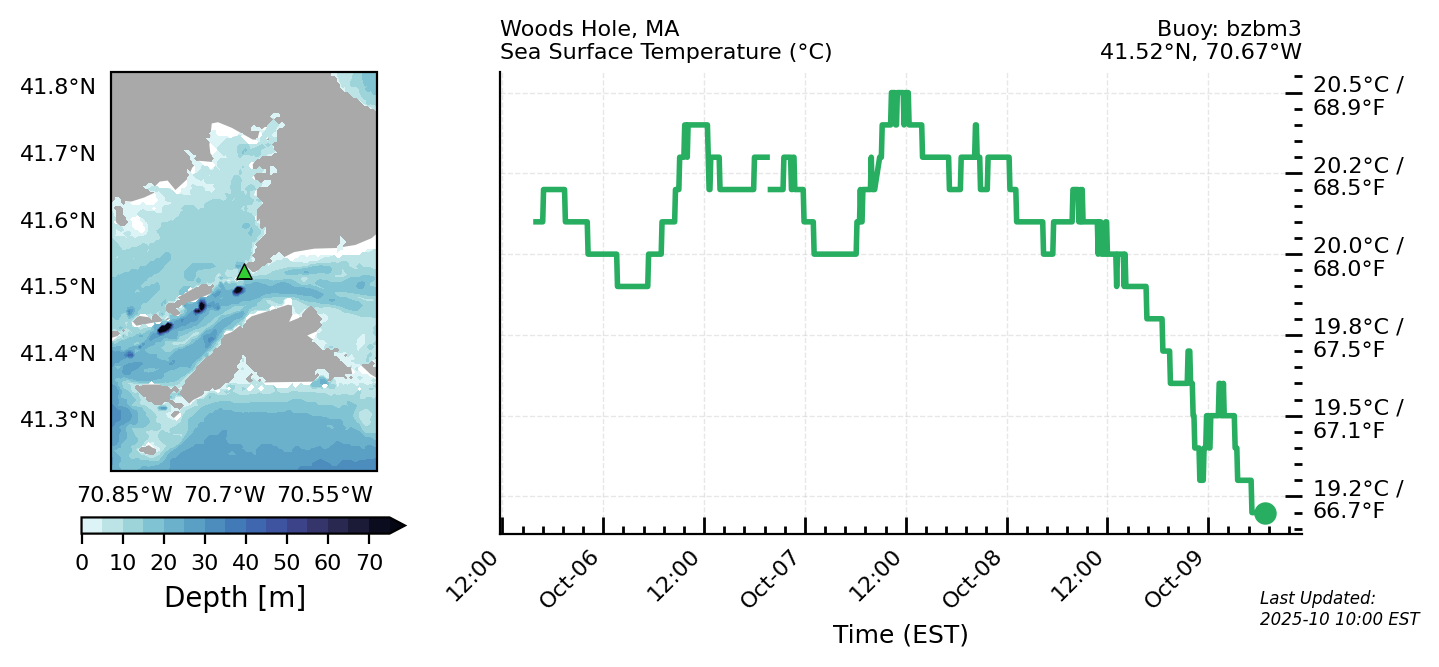 Woods Hole, MA
Sea Surface Temperature (°C)
Buoy: bzbm3
41.52°N, 70.67°W
41.8°N
41.7°N
41.6°N
41.5°N
41.4°N
41.3°N
70.85°W 70.7°W 70.55°W
0 10 20 30 40 50 60 70
Depth [m]
20.5°C /
68.9°F
20.2°C /
68.5°F
20.0°C /
68.0°F
19.8°C /
67.5°F
19.5°C /
67.1°F
19.2°C /
66.7°F
12:00
Oct-06
12:00
Oct-07
12:00
Oct-08
12:00
Oct-09
Time (EST)
Last Updated:
2025-10 10:00 EST